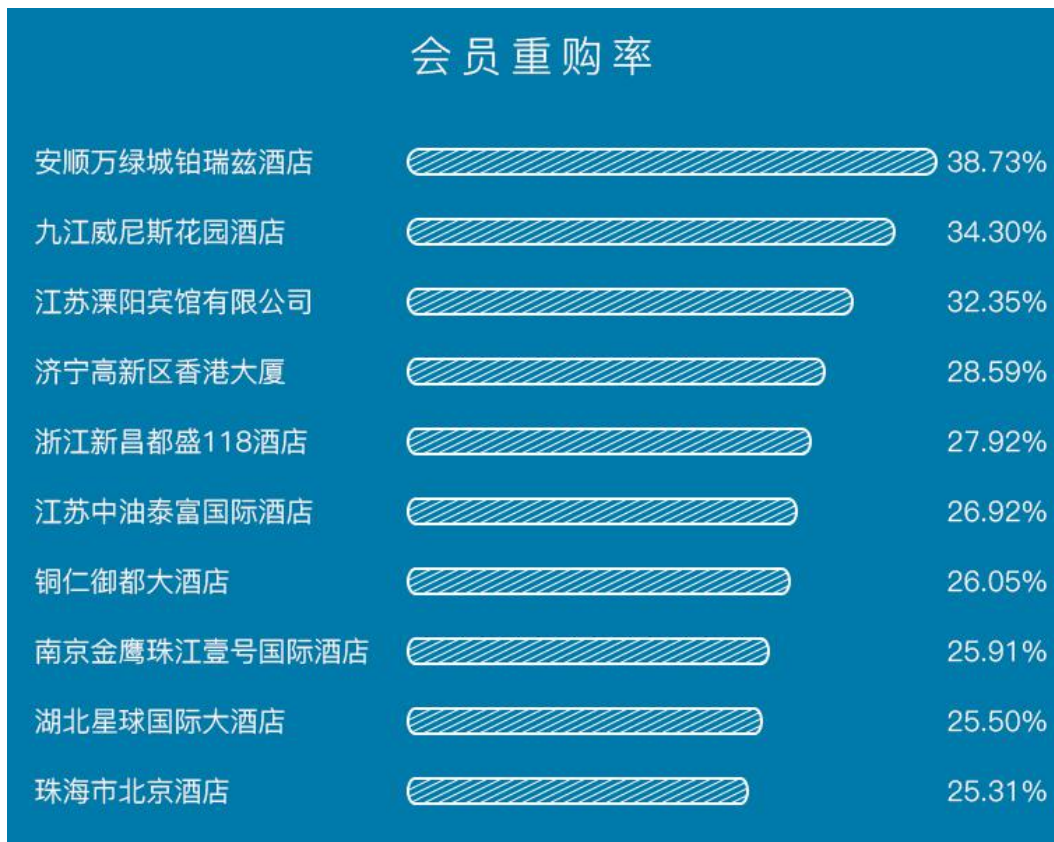 会员重购率
安顺万绿城铂瑞兹酒店 38.73%
九江威尼斯花园酒店 34.30%
江苏溧阳宾馆有限公司 32.35%
济宁高新区香港大厦 28.59%
浙江新昌都盛118酒店 27.92%
江苏中油泰富国际酒店 26.92%
铜仁御都大酒店 26.05%
南京金鹰珠江壹号国际酒店 25.91%
湖北星球国际大酒店 25.50%
珠海市北京酒店 25.31%